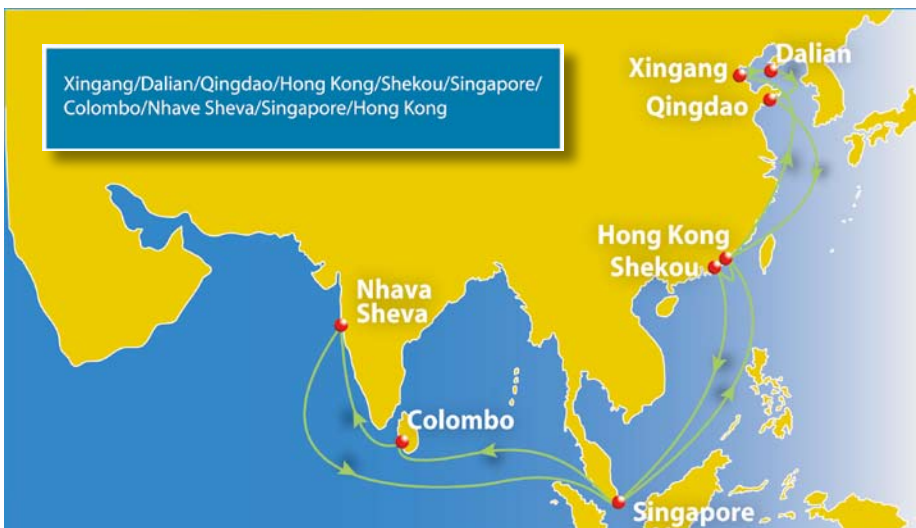 Xingang/Dalian/Qingdao/Hong Kong/Shekou/Singapore/
Colombo/Nhave Sheva/Singapore/Hong Kong
Dalian
Xingang
Qingdao
Hong Kong
Shekou
Nhava
Sheva
Colombo
Singapore